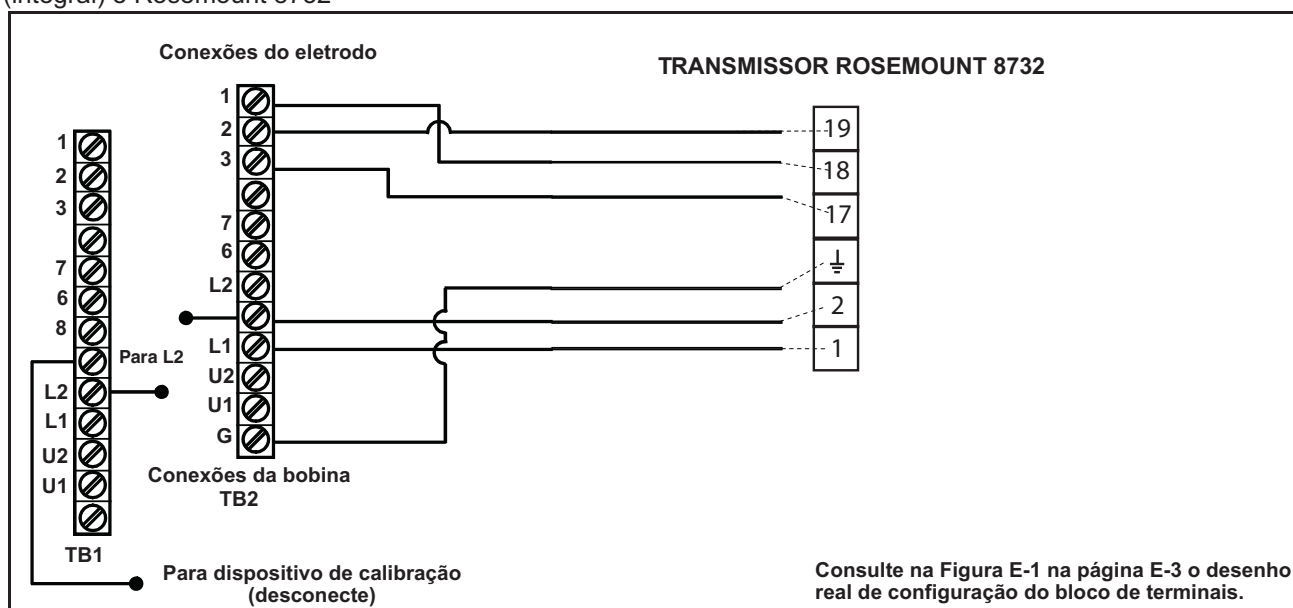 (integral) e Rosemount 8732
Conexões do eletrodo
TRANSMISSOR ROSEMOUNT 8732
1
2
3
7
6
L2
L1
U2
U1
G
Conexões da bobina
TB2
1
2
3
7
6
8
Para L2
L2
L1
U2
U1
TB1
19
18
17
2
1
Para dispositivo de calibração
(desconecte)
Consulte na Figura E-1 na página E-3 o desenho
real de configuração do bloco de terminais.